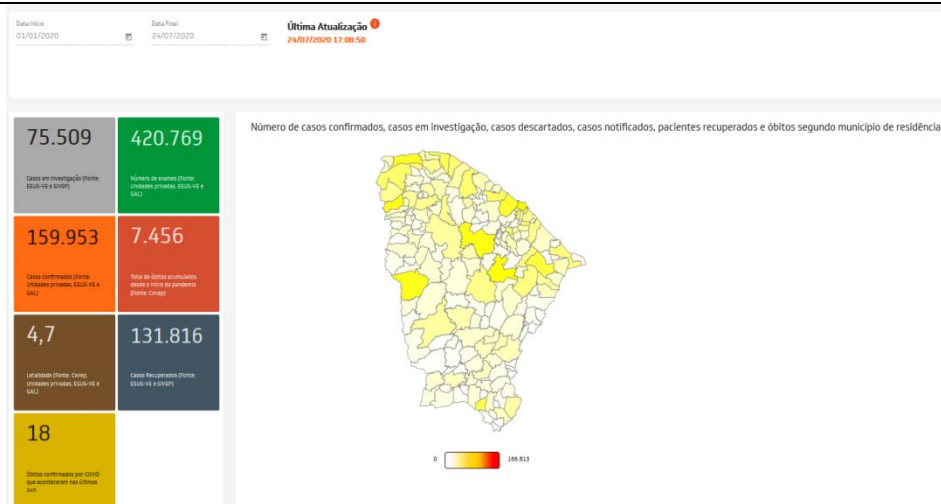 Data Início
01/01/2020
Data Final
24/07/2020
Última Atualização
24/07/2020 17:08:50
75.509
Casos em investigação (Fonte:
ESUS-VE e SIVEP)
420.769
Número de exames (Fonte:
Unidades privadas, ESUS-VE e
GAL)
159.953
Casos confirmados (Fonte:
Unidades privadas, ESUS-VE e
GAL)
7.456
Total de óbitos acumulados
desde o início da pandemia
(Fonte: Covep)
4,7
Letalidade (Fonte: Covep,
Unidades privadas, ESUS-VE e
GAL)
131.816
Casos Recuperados (Fonte:
ESUS-VE e SIVEP)
18
Óbitos confirmados por COVID
que aconteceram nas últimas
24h
Número de casos confirmados, casos em investigação, casos descartados, casos notificados, pacientes recuperados e óbitos segundo município de residência
0
166.813